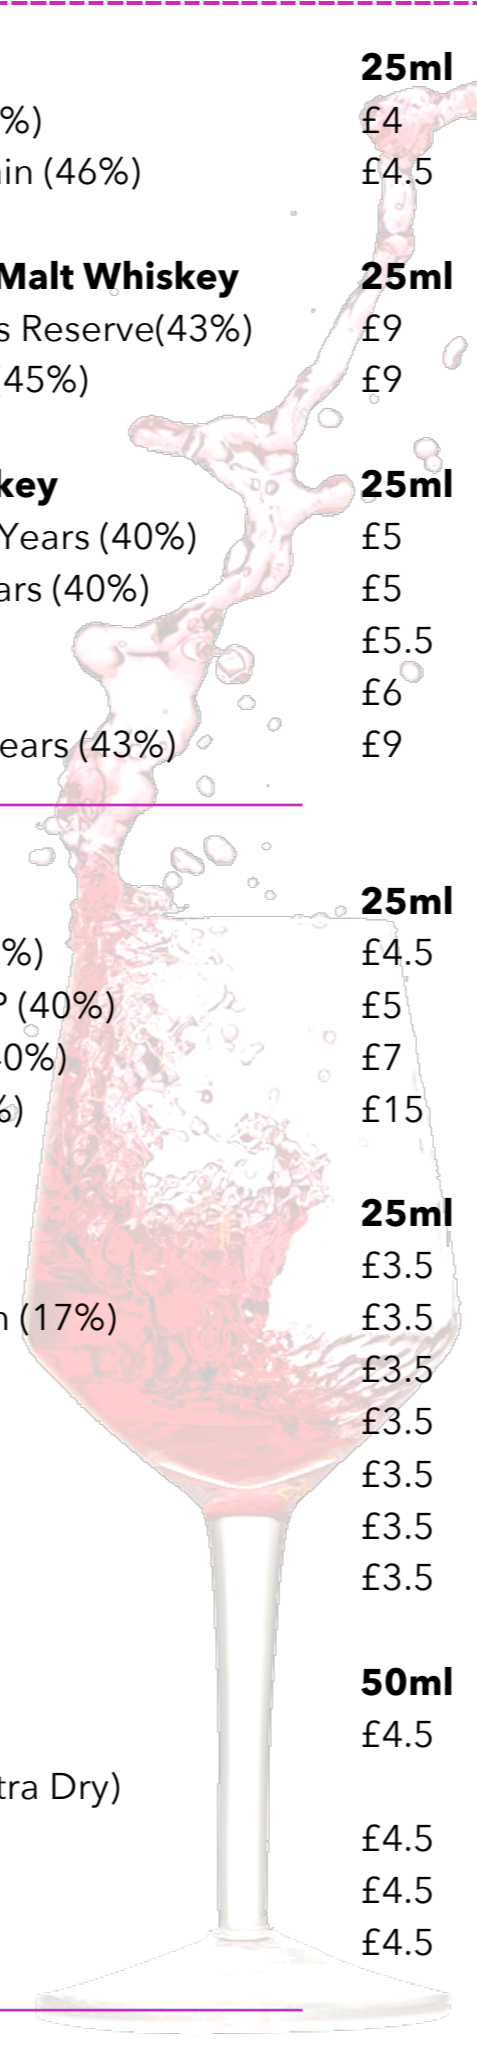 25ml
%) £4
in (46%) £4.5
Malt Whiskey 25ml
s Reserve(43%) £9
(45%) £9
key 25ml
Years (40%) £5
ars (40%) £5
£5.5
£6
ears (43%) £9
25ml
%) £4.5
P (40%) £5
0%) £7
%) £15
25ml
£3.5
n (17%) £3.5
£3.5
£3.5
£3.5
£3.5
£3.5
50ml
£4.5
tra Dry)
£4.5
£4.5
£4.5